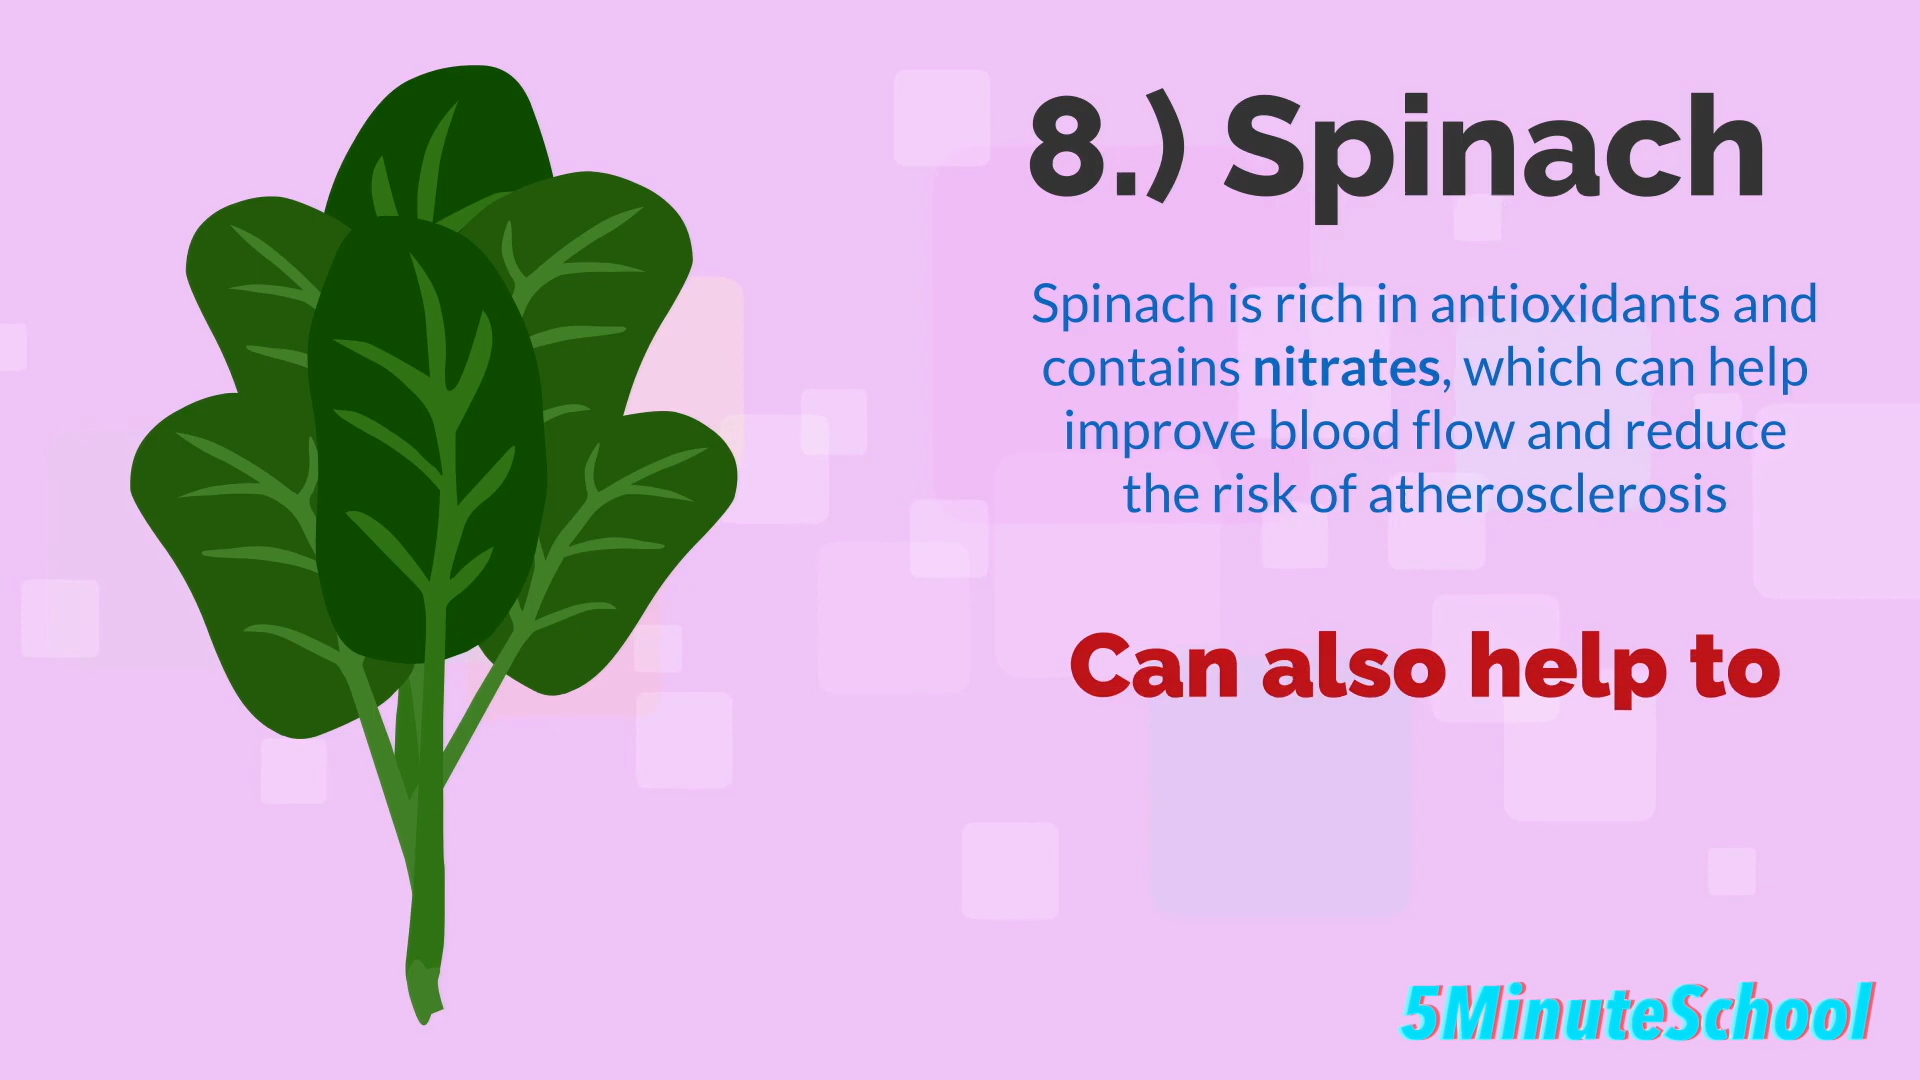 8.) Spinach
Spinach is rich in antioxidants and
contains nitrates, which can help
improve blood flow and reduce
the risk of atherosclerosis
Can also help to
5MinuteSchool